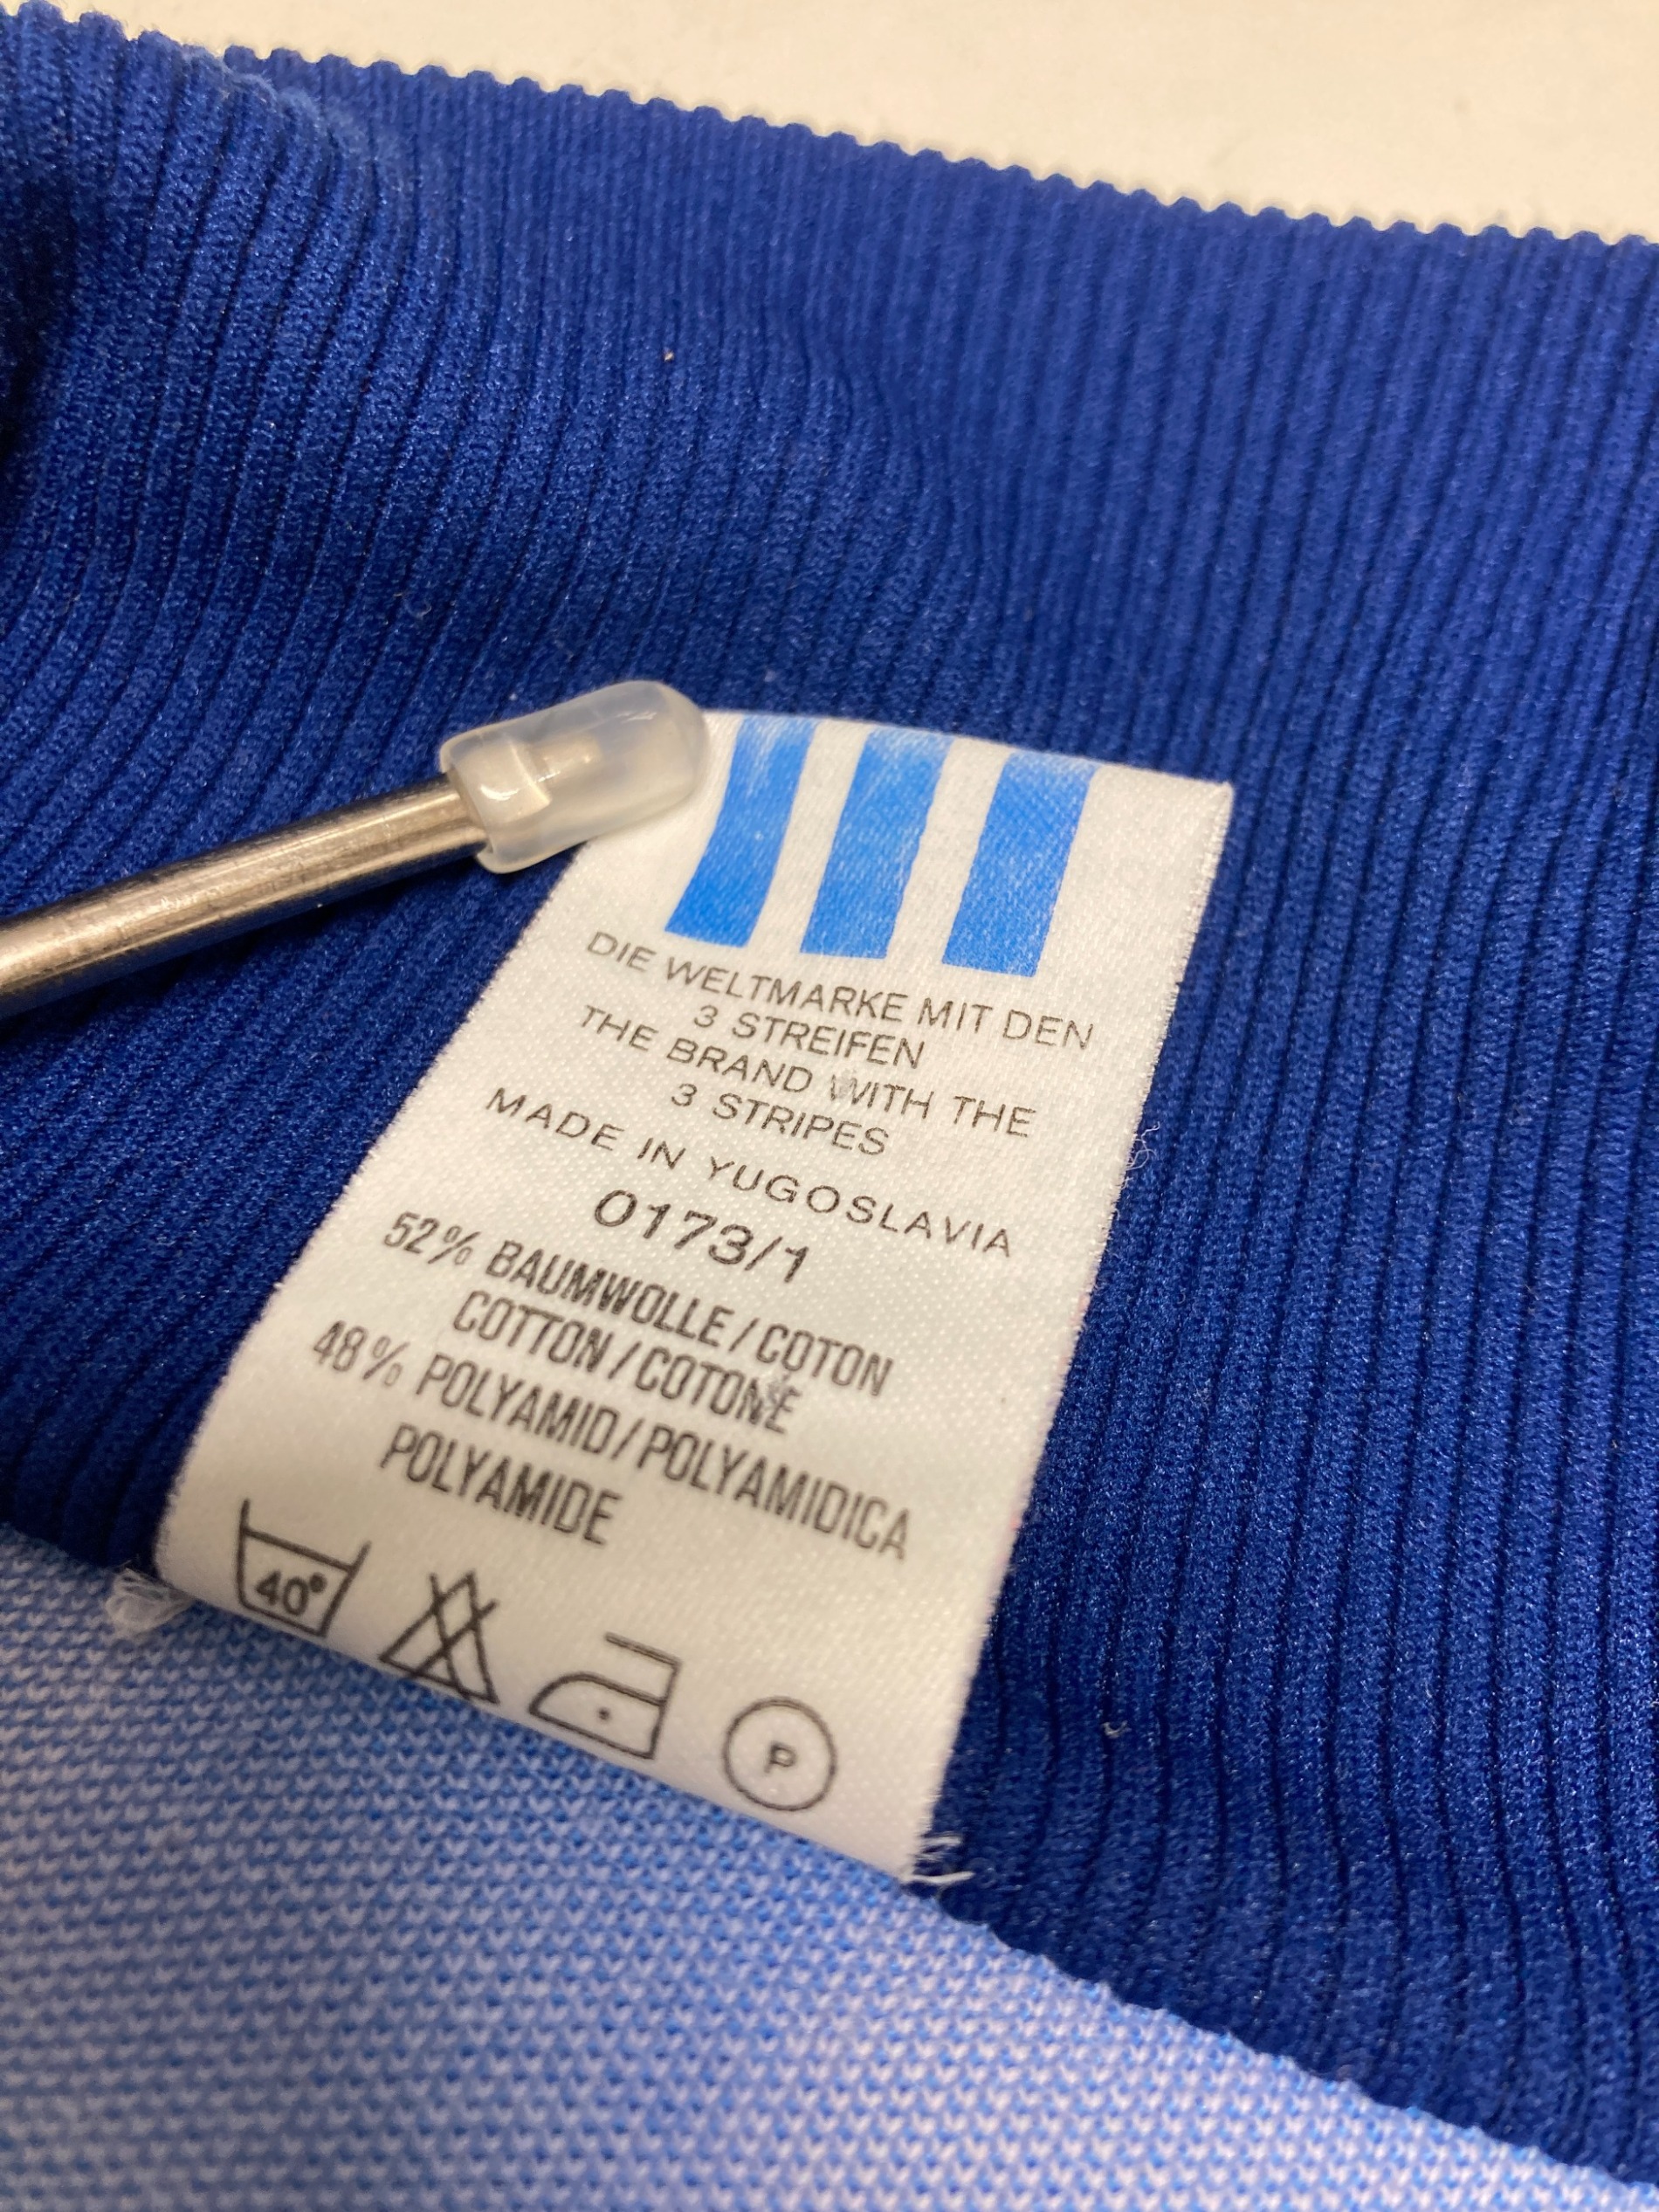 DIE WELTMARKE MIT DEN
3 STREIFEN
THE BRAND WITH THE
3 STRIPES
MADE IN YUGOSLAVIA
0173/1
52% BAUMWOLLE/COTON
COTTON/COTONE
48% POLYAMID/POLYAMIDICA
POLYAMIDE
40° P